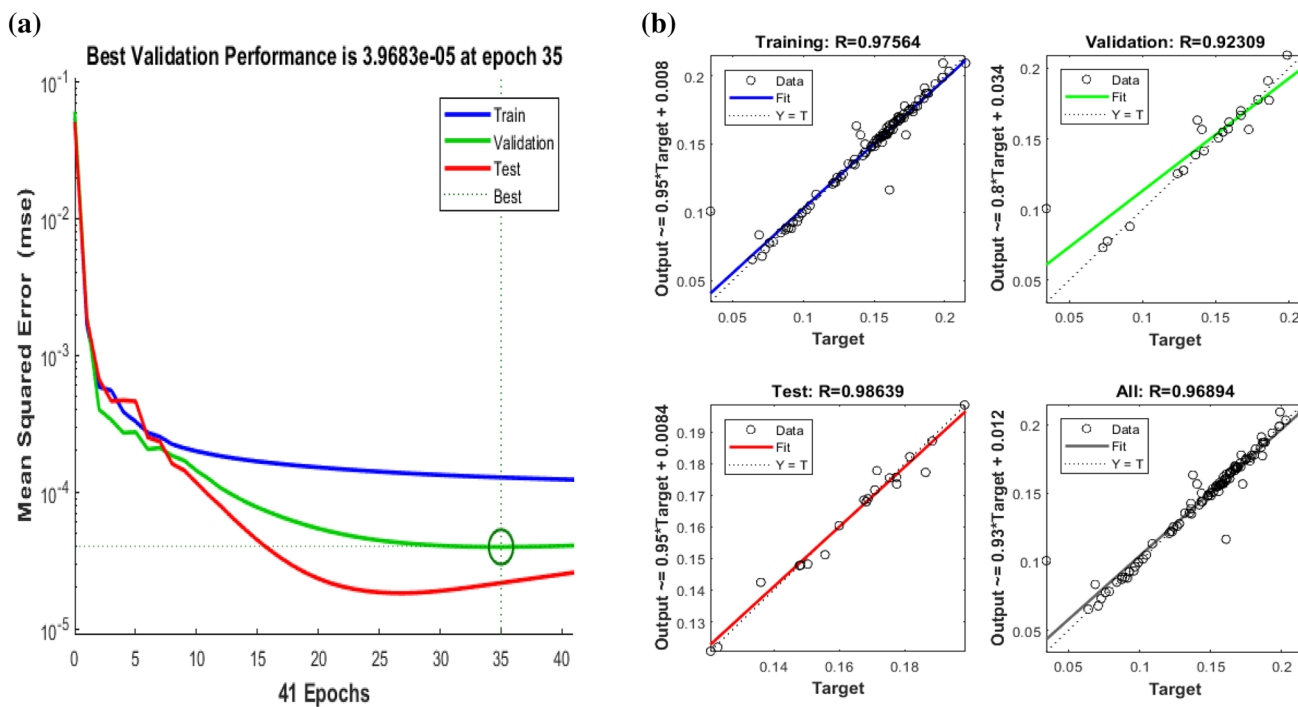 (a)
Best Validation Performance is 3.9683e-05 at epoch 35
Mean Squared Error (mse)
10^-1
10^-2
10^-3
10^-4
10^-5
Train
Validation
Test
Best
0 5 10 15 20 25 30 35 40
41 Epochs
(b)
Training: R=0.97564
Output ~= 0.95*Target + 0.008
0.2
0.15
0.1
0.05
Data
Fit
Y = T
0.05 0.1 0.15 0.2
Target
Validation: R=0.92309
Output ~= 0.8*Target + 0.034
0.2
0.15
0.1
0.05
Data
Fit
Y = T
0.05 0.1 0.15 0.2
Target
Test: R=0.98639
Output ~= 0.95*Target + 0.0084
0.19
0.18
0.17
0.16
0.15
0.14
0.13
Data
Fit
Y = T
0.14 0.16 0.18
Target
All: R=0.96894
Output ~= 0.93*Target + 0.012
0.2
0.15
0.1
0.05
Data
Fit
Y = T
0.05 0.1 0.15 0.2
Target